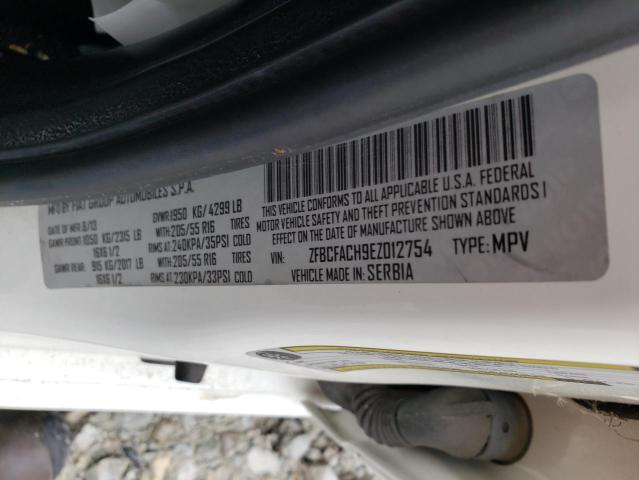 MFD BY FIAT GROUP AUTOMOBILES S.P.A.
MFG DATE: 8/13 GVWR: 1950 KG/ 4299 LB
GAWR FRONT: 1050 KG/2315 LB WITH: 205/55 R16 TIRES
16X6 1/2 RIMS AT: 240KPA/35PSI COLD
GAWR REAR: 915 KG/2017 LB WITH: 205/55 R16 TIRES
16X6 1/2 RIMS AT: 230KPA/33PSI COLD
THIS VEHICLE CONFORMS TO ALL APPLICABLE U.S.A. FEDERAL
MOTOR VEHICLE SAFETY AND THEFT PREVENTION STANDARDS I
EFFECT ON THE DATE OF MANUFACTURE SHOWN ABOVE.
VIN: ZFBCFACH9EZ012754 TYPE: MPV
VEHICLE MADE IN: SERBIA